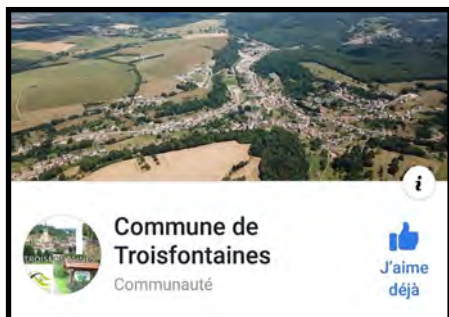 i
Commune de
Troisfontaines
Communauté
J'aime
déjà